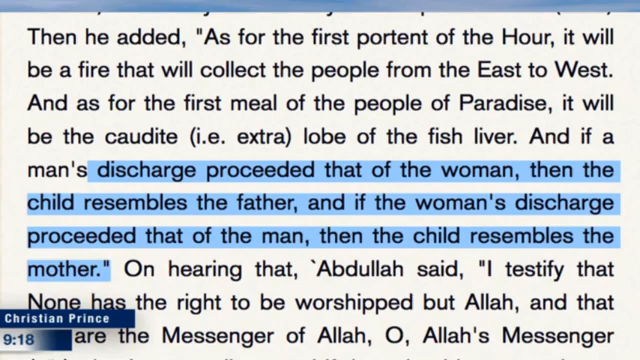 Then he added, "As for the first portent of the Hour, it will
be a fire that will collect the people from the East to West.
And as for the first meal of the people of Paradise, it will
be the caudite (i.e. extra) lobe of the fish liver. And if a
man's discharge proceeded that of the woman, then the
child resembles the father, and if the woman's discharge
proceeded that of the man, then the child resembles the
mother." On hearing that, `Abdullah said, "I testify that
None has the right to be worshipped but Allah, and that
are the Messenger of Allah, O, Allah's Messenger
Christian Prince
9:18